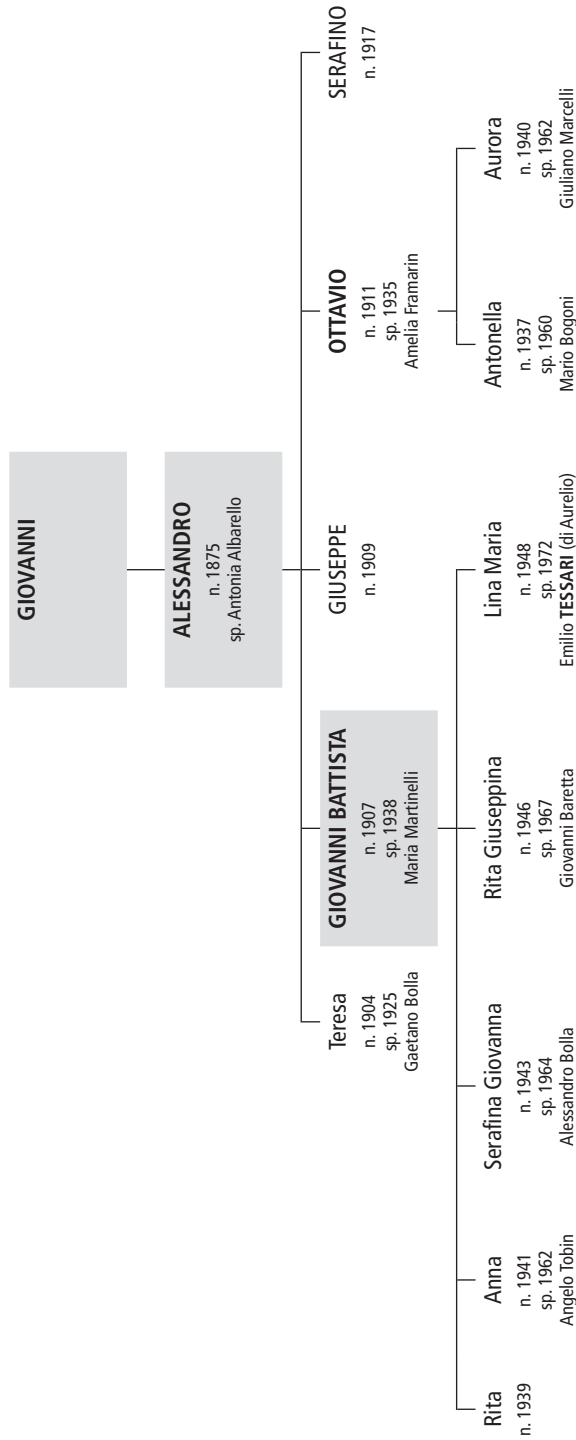 GIOVANNI
ALESSANDRO
n. 1875
sp. Antonia Albarello
Teresa
n. 1904
sp. 1925
Gaetano Bolla
GIOVANNI BATTISTA
n. 1907
sp. 1938
Maria Martinelli
GIUSEPPE
n. 1909
OTTAVIO
n. 1911
sp. 1935
Amelia Framarin
SERAFINO
n. 1917
Rita
n. 1939
Anna
n. 1941
sp. 1962
Angelo Tobin
Serafina Giovanna
n. 1943
sp. 1964
Alessandro Bolla
Rita Giuseppina
n. 1946
sp. 1967
Giovanni Baretta
Lina Maria
n. 1948
sp. 1972
Emilio TESSARI (di Aurelio)
Antonella
n. 1937
sp. 1960
Mario Bogoni
Aurora
n. 1940
sp. 1962
Giuliano Marcelli